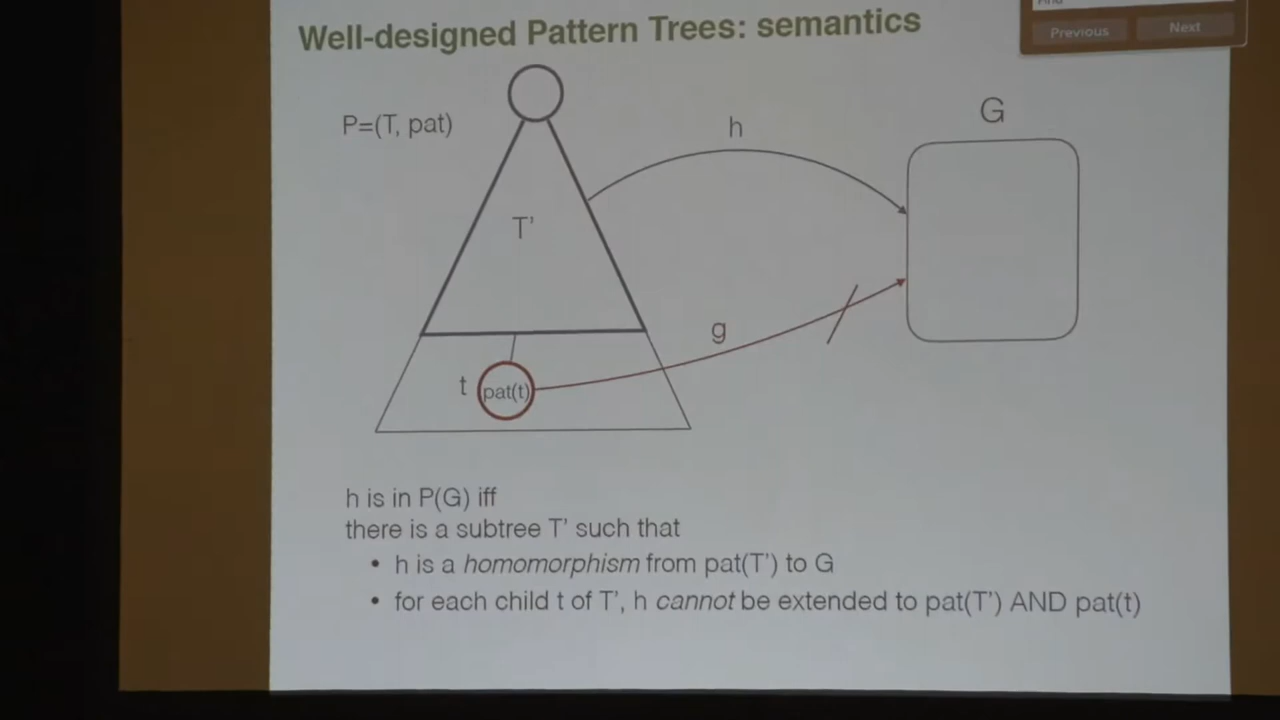 Well-designed Pattern Trees: semantics
Previous
Next
P=(T, pat)
h
G
T'
g
t
pat(t)
h is in P(G) iff
there is a subtree T' such that
• h is a homomorphism from pat(T') to G
• for each child t of T', h cannot be extended to pat(T') AND pat(t)